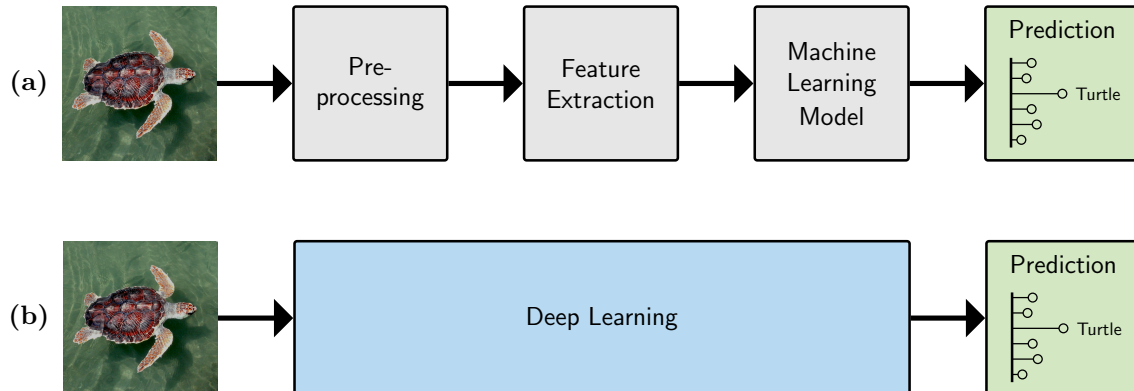 (a)
Pre-
processing
Feature
Extraction
Machine
Learning
Model
Prediction
Turtle
(b)
Deep Learning
Prediction
Turtle